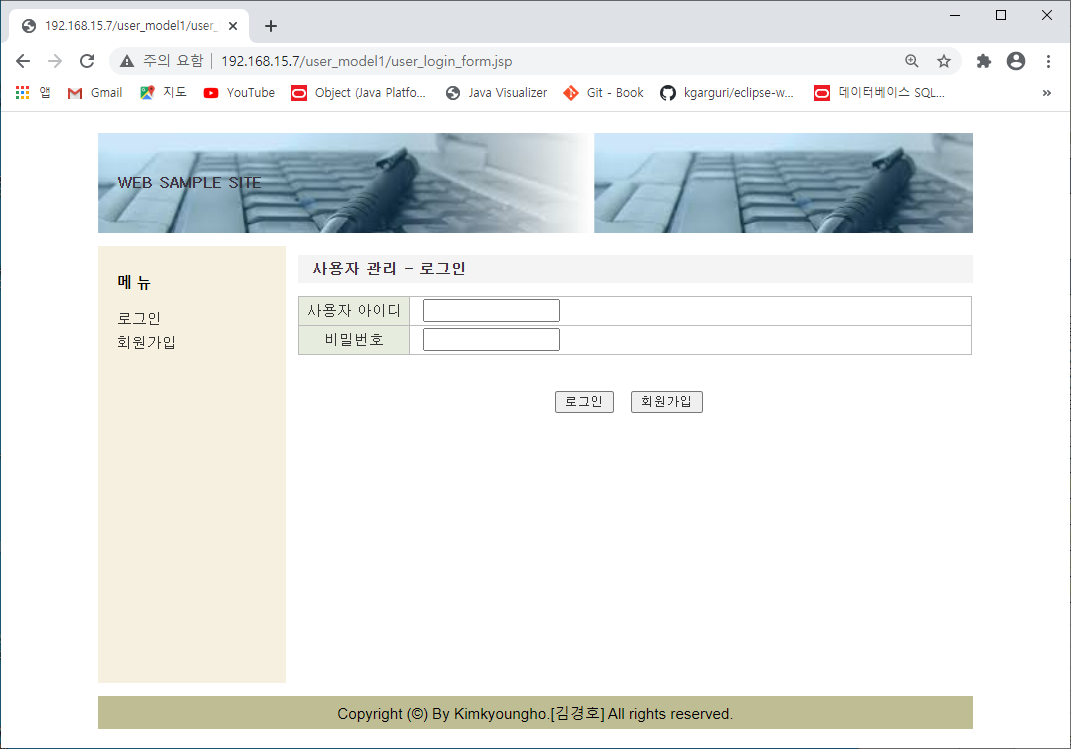 192.168.15.7/user_model1/user_
주의 요함
192.168.15.7/user_model1/user_login_form.jsp
앱 Gmail 지도 YouTube Object (Java Platfo... Java Visualizer Git - Book kgarguri/eclipse-w... 데이터베이스 SQL... »
WEB SAMPLE SITE
메 뉴
로그인
회원가입
사용자 관리 - 로그인
사용자 아이디
비밀번호
로그인 회원가입
Copyright (©) By Kimkyoungho.[김경호] All rights reserved.